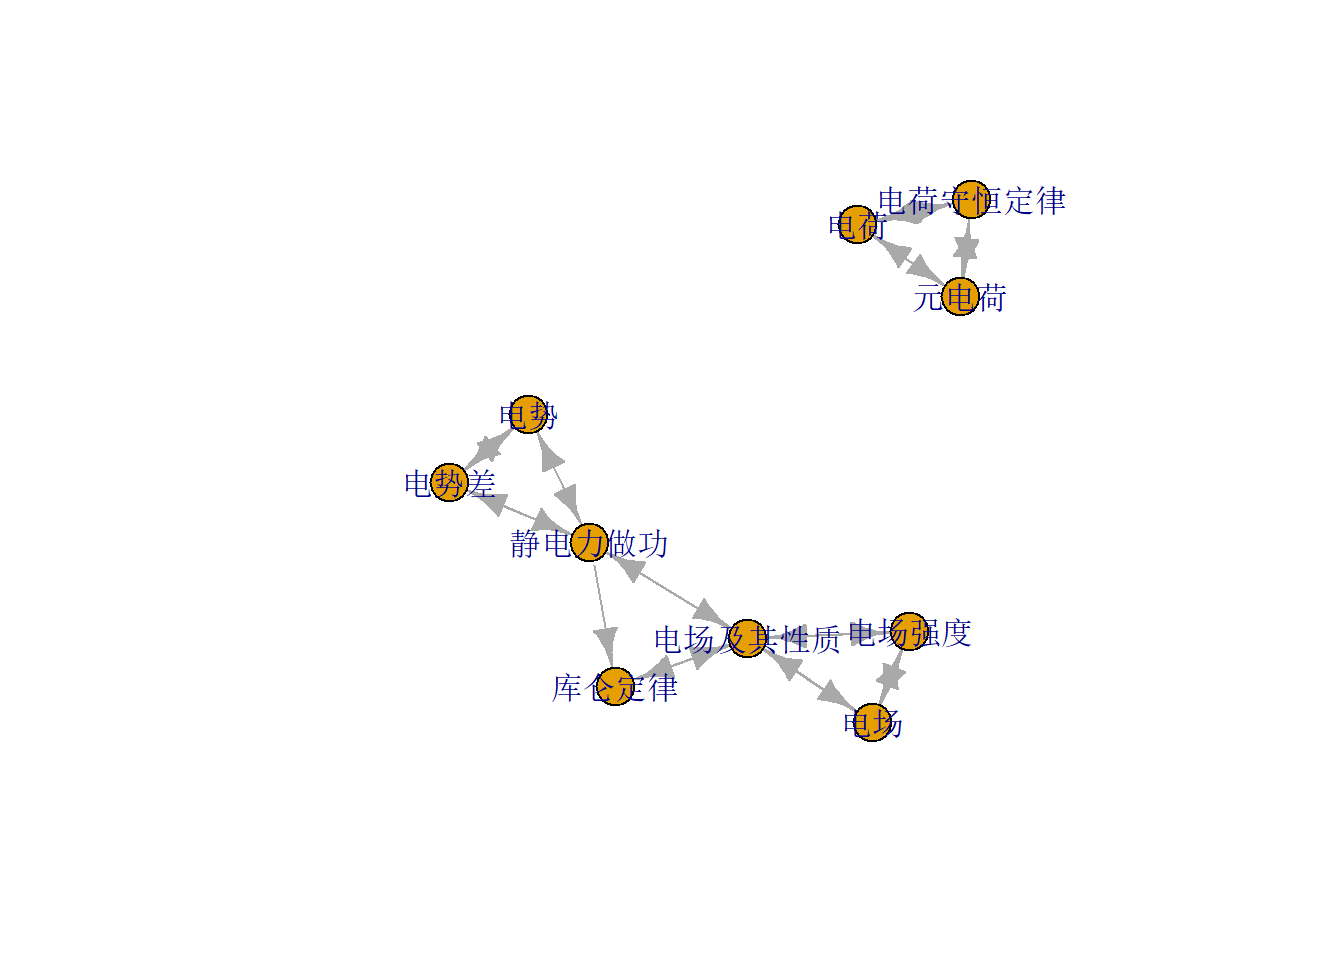 电荷守恒定律
电荷
元电荷
电势
电势差
静电力做功
电场强度
电场及其性质
库仑定律
电场